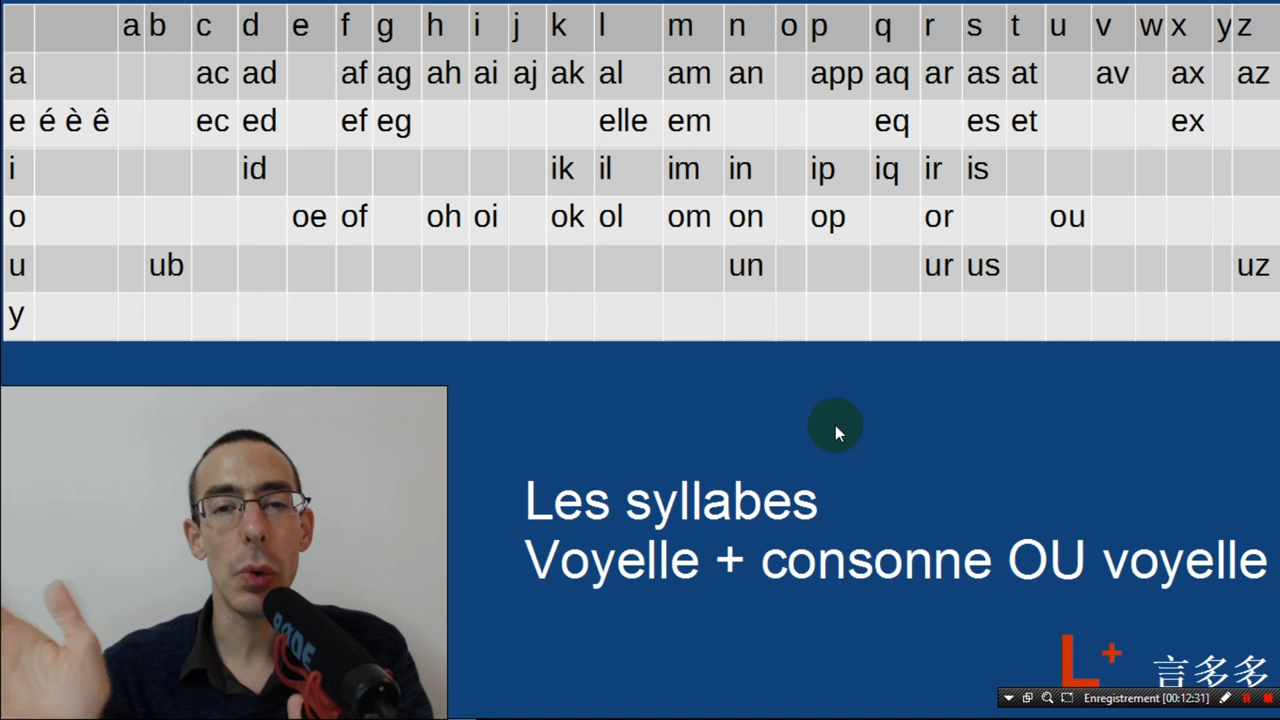 a b c d e f g h i j k l m n o p q r s t u v w x y z
a ac ad af ag ah ai aj ak al am an app aq ar as at av ax az
e é è ê ec ed ef eg elle em eq es et ex
i id ik il im in ip iq ir is
o oe of oh oi ok ol om on op or ou
u ub un ur us uz
y
Les syllabes
Voyelle + consonne OU voyelle
RØDE
L+ 言多多
Enregistrement [00:12:31]